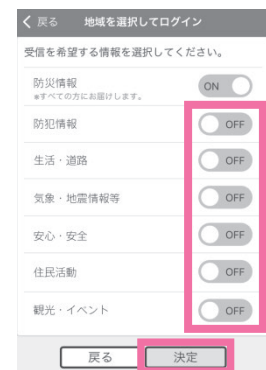 戻る 地域を選択してログイン
受信を希望する情報を選択してください。
防災情報 ON
※すべての方にお届けします。
防犯情報 OFF
生活・道路 OFF
気象・地震情報等 OFF
安心・安全 OFF
住民活動 OFF
観光・イベント OFF
戻る 決定